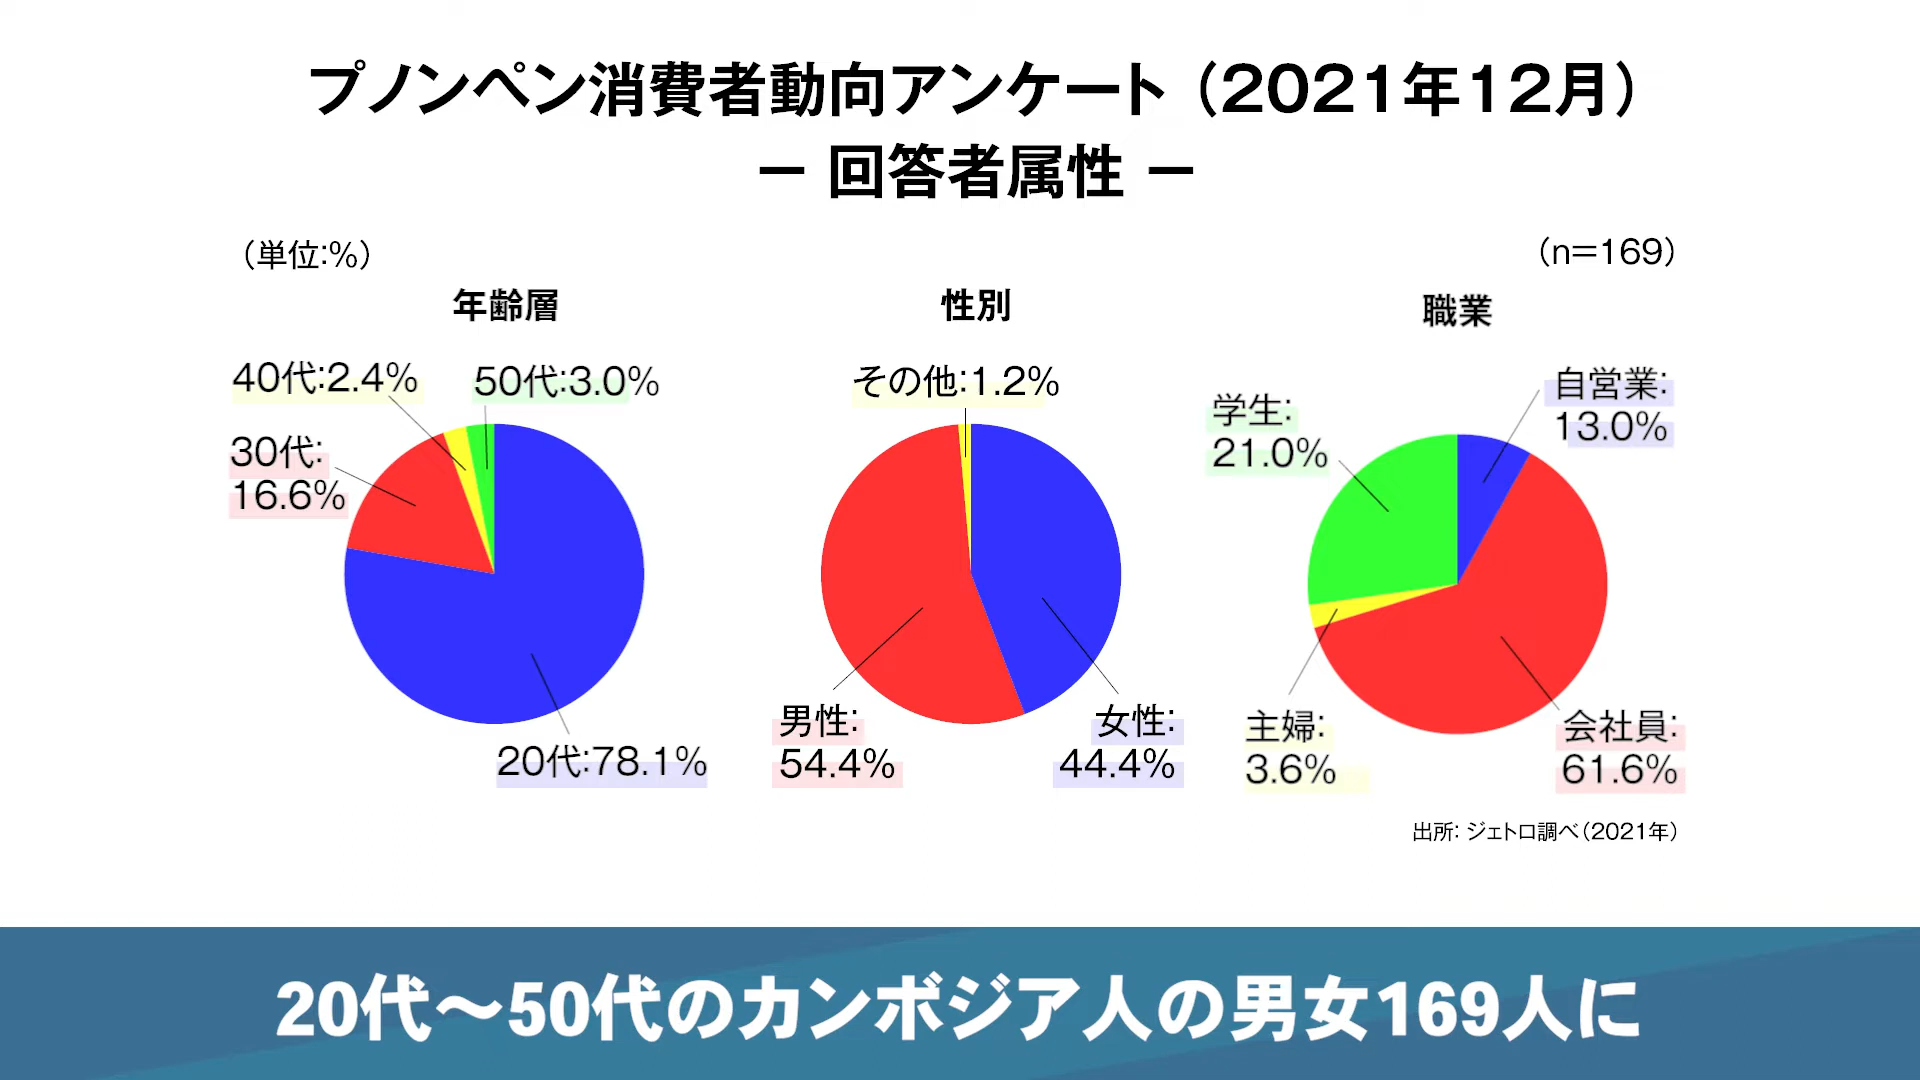 プノンペン消費者動向アンケート（2021年12月）
－ 回答者属性 －
（単位:%）
（n=169）
年齢層
性別
職業
40代:2.4%
50代:3.0%
30代:
16.6%
20代:78.1%
その他:1.2%
男性:
54.4%
女性:
44.4%
学生:
21.0%
自営業:
13.0%
主婦:
3.6%
会社員:
61.6%
出所: ジェトロ調べ（2021年）
20代～50代のカンボジア人の男女169人に